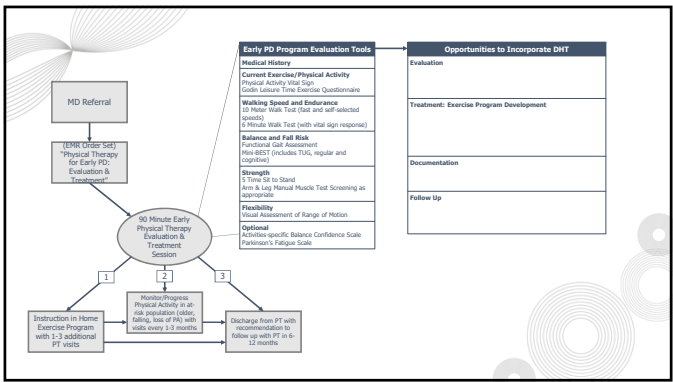 MD Referral
(EMR Order Set)
"Physical Therapy
for Early PD:
Evaluation &
Treatment"
90 Minute Early
Physical Therapy
Evaluation &
Treatment
Session
1
2
3
Instruction in Home
Exercise Program
with 1-3 additional
PT visits
Monitor/Progress
Physical Activity in at-
risk population (older,
falling, loss of PA) with
visits every 1-3 months
Discharge from PT with
recommendation to
follow up with PT in 6-
12 months
Early PD Program Evaluation Tools
Medical History
Current Exercise/Physical Activity
Physical Activity Vital Sign
Godin Leisure Time Exercise Questionnaire
Walking Speed and Endurance
10 Meter Walk Test (fast and self-selected
speeds)
6 Minute Walk Test (with vital sign response)
Balance and Fall Risk
Functional Gait Assessment
Mini-BEST (includes TUG, regular and
cognitive)
Strength
5 Time Sit to Stand
Arm & Leg Manual Muscle Test Screening as
appropriate
Flexibility
Visual Assessment of Range of Motion
Optional
Activities-specific Balance Confidence Scale
Parkinson's Fatigue Scale
Opportunities to Incorporate DHT
Evaluation
Treatment: Exercise Program Development
Documentation
Follow Up